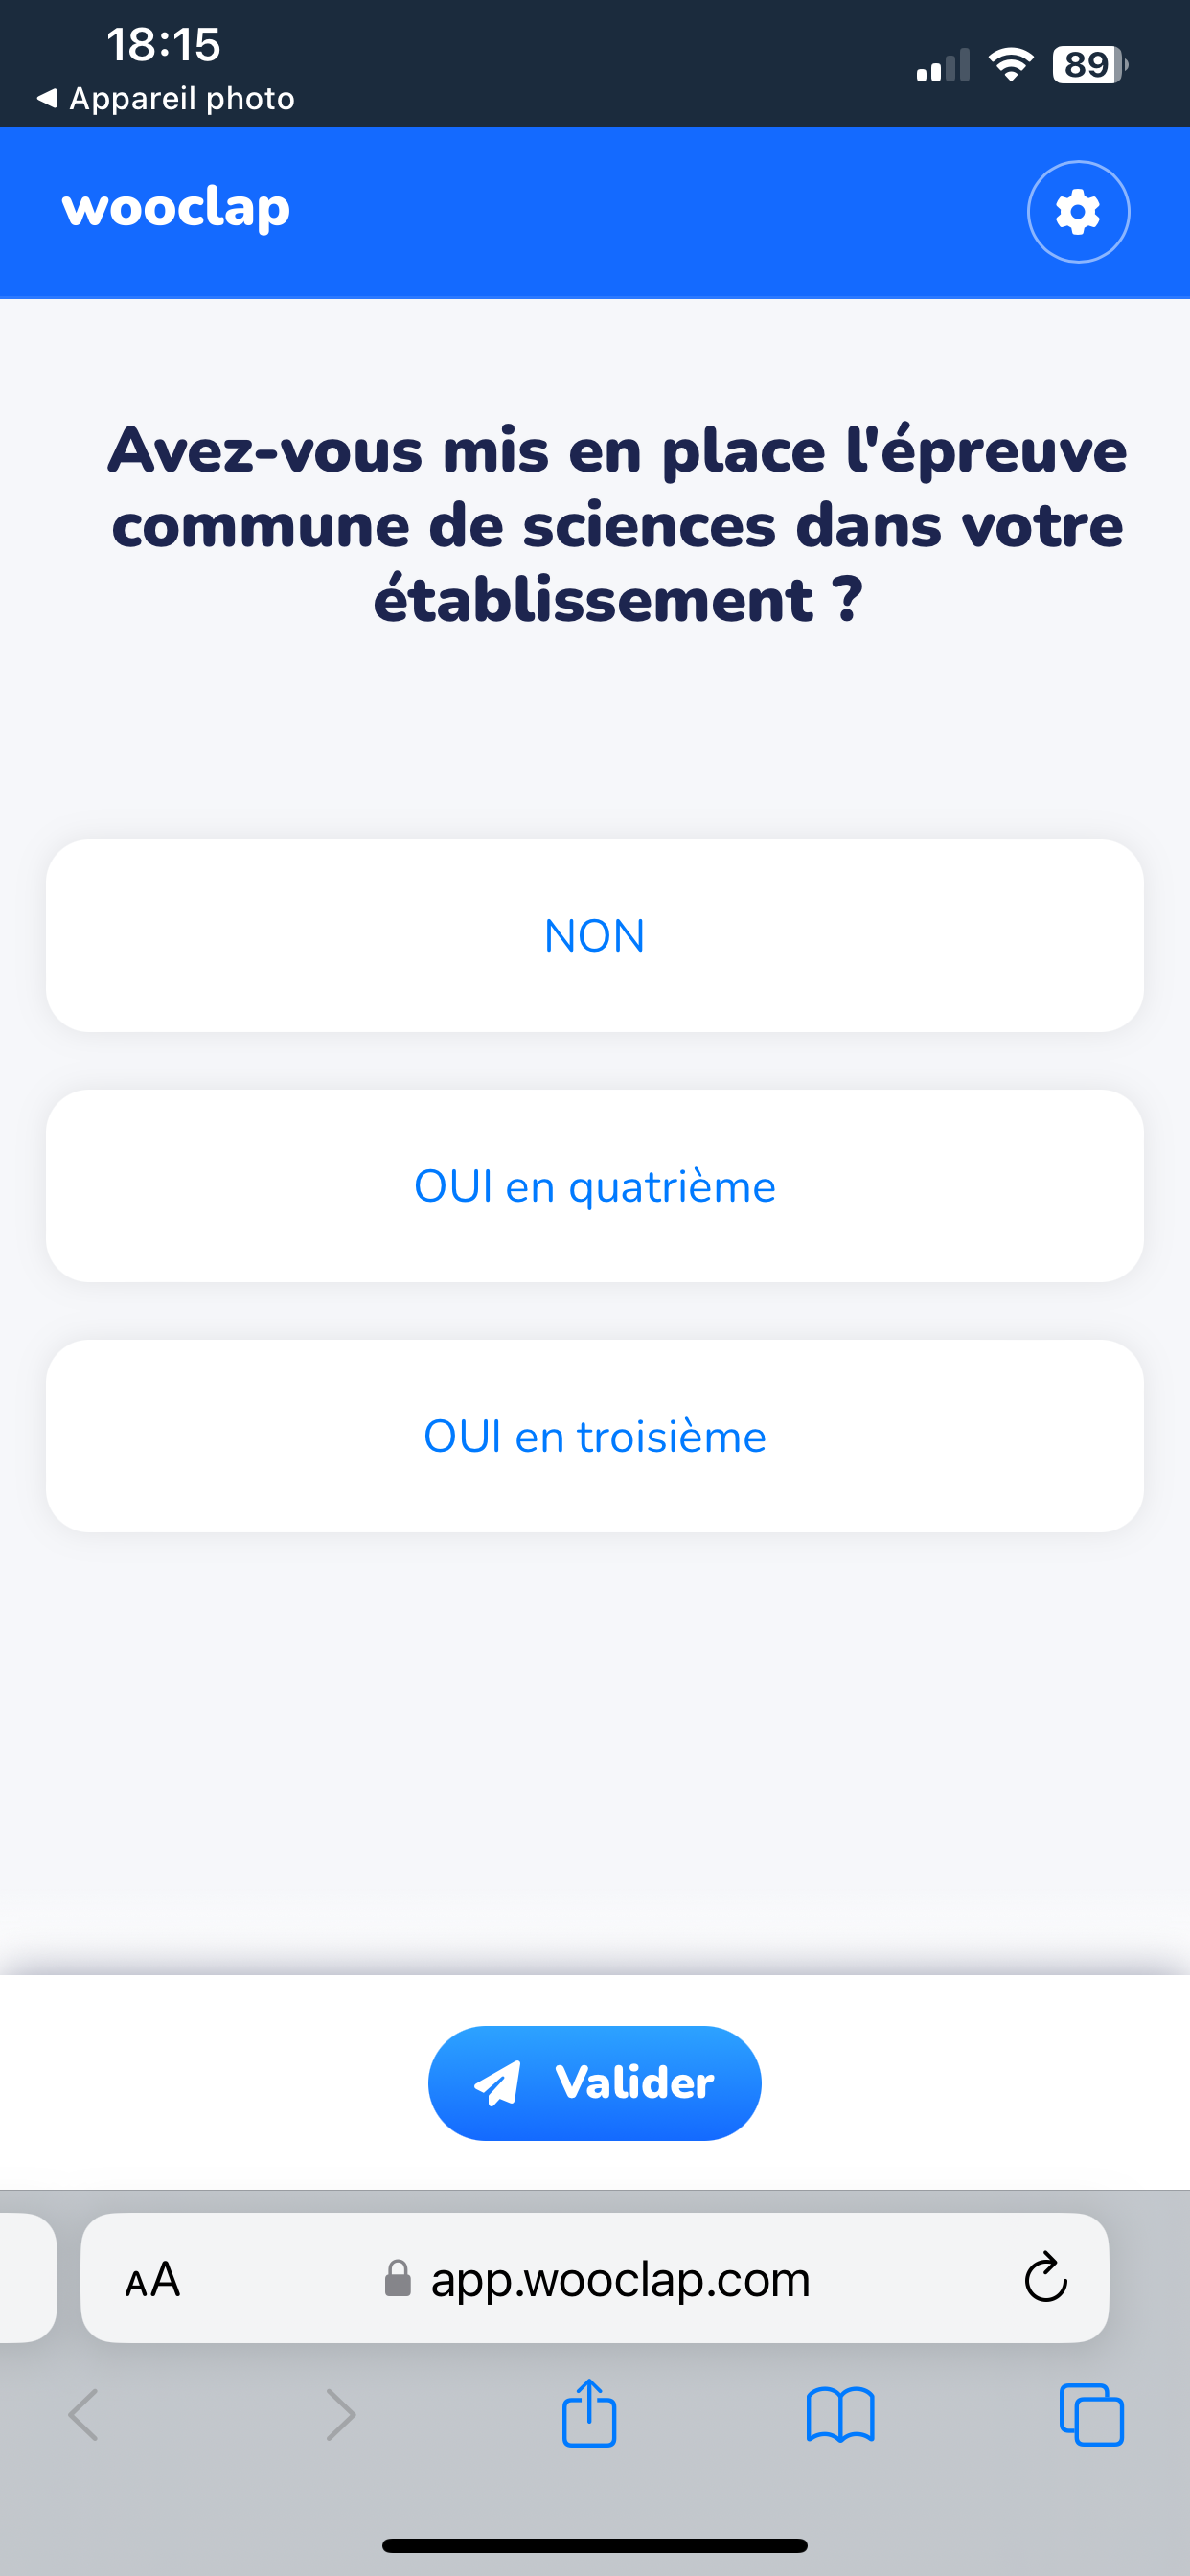 18:15
89
Appareil photo
wooclap
Avez-vous mis en place l'épreuve
commune de sciences dans votre
établissement ?
NON
OUI en quatrième
OUI en troisième
Valider
AA
app.wooclap.com